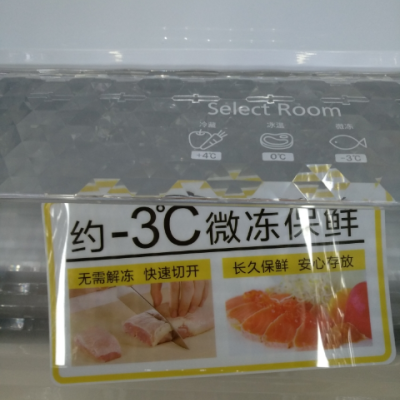 Select Room
冷藏 冰温 微冻
+4℃ 0℃ -3℃
约-3℃微冻保鲜
无需解冻 快速切开
长久保鲜 安心存放